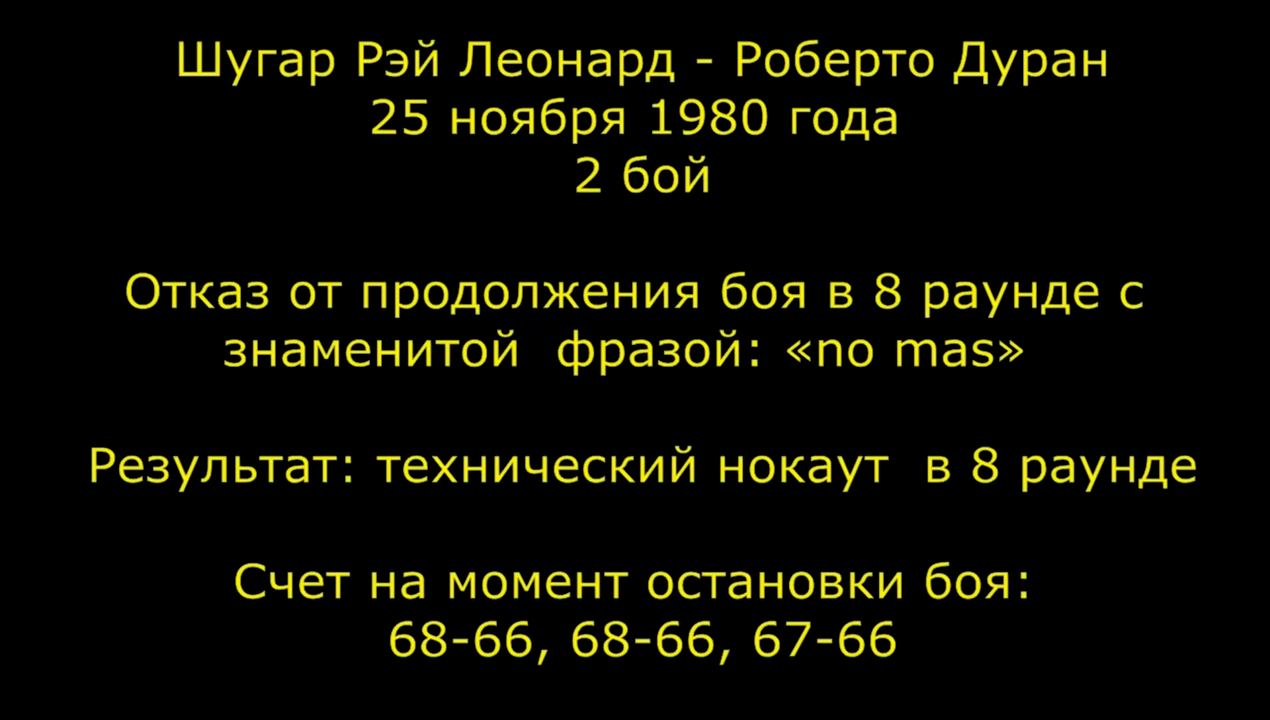 Шугар Рэй Леонард - Роберто Дуран
25 ноября 1980 года
2 бой
Отказ от продолжения боя в 8 раунде с
знаменитой фразой: «no mas»
Результат: технический нокаут в 8 раунде
Счет на момент остановки боя:
68-66, 68-66, 67-66